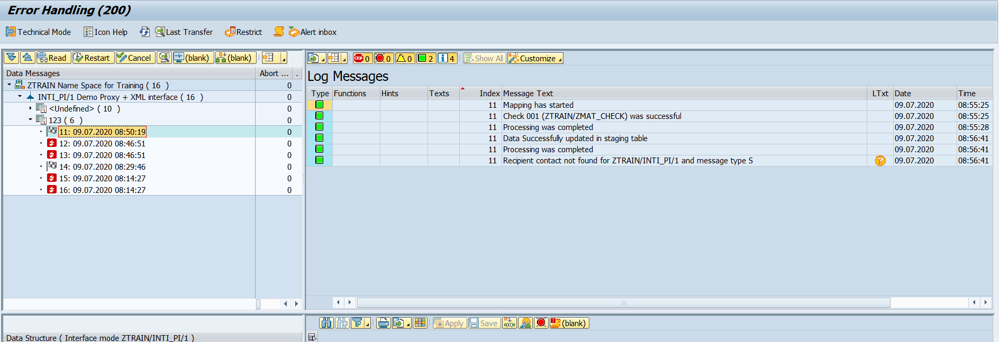 Error Handling (200)
Technical Mode Icon Help Last Transfer Restrict Alert inbox
Read Restart Cancel (blank) (blank)
Data Messages Abort ... .
ZTRAIN Name Space for Training ( 16 ) 0
INTI_PI/1 Demo Proxy + XML interface ( 16 ) 0
<Undefined> ( 10 ) 0
123 ( 6 ) 0
11: 09.07.2020 08:50:19 0
12: 09.07.2020 08:46:51 0
13: 09.07.2020 08:46:51 0
14: 09.07.2020 08:29:46 0
15: 09.07.2020 08:14:27 0
16: 09.07.2020 08:14:27 0
STOP 0 0 0 2 i 4 Show All Customize
Log Messages
Type Functions Hints Texts Index Message Text LTxt Date Time
11 Mapping has started 09.07.2020 08:55:25
11 Check 001 (ZTRAIN/ZMAT_CHECK) was successful 09.07.2020 08:55:25
11 Processing was completed 09.07.2020 08:55:28
11 Data Successfully updated in staging table 09.07.2020 08:56:41
11 Processing was completed 09.07.2020 08:56:41
11 Recipient contact not found for ZTRAIN/INTI_PI/1 and message type S ? 09.07.2020 08:56:41
Apply Save (blank)
Data Structure ( Interface mode ZTRAIN/INTI_PI/1 )